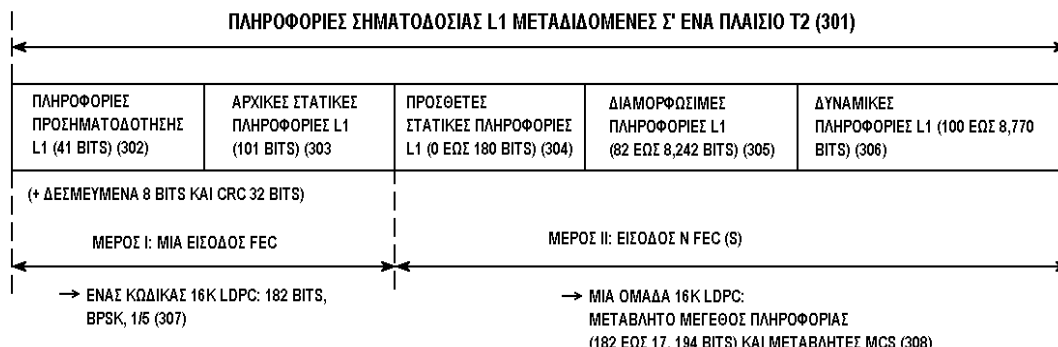 ΠΛΗΡΟΦΟΡΙΕΣ ΣΗΜΑΤΟΔΟΣΙΑΣ L1 ΜΕΤΑΔΙΔΟΜΕΝΕΣ Σ' ΕΝΑ ΠΛΑΙΣΙΟ T2 (301)
ΠΛΗΡΟΦΟΡΙΕΣ
ΠΡΟΣΗΜΑΤΟΔΟΤΗΣΗΣ
L1 (41 BITS) (302)
ΑΡΧΙΚΕΣ ΣΤΑΤΙΚΕΣ
ΠΛΗΡΟΦΟΡΙΕΣ L1
(101 BITS) (303
ΠΡΟΣΘΕΤΕΣ
ΣΤΑΤΙΚΕΣ ΠΛΗΡΟΦΟΡΙΕΣ
L1 (0 ΕΩΣ 180 BITS) (304)
ΔΙΑΜΟΡΦΩΣΙΜΕΣ
ΠΛΗΡΟΦΟΡΙΕΣ L1
(82 ΕΩΣ 8,242 BITS) (305)
ΔΥΝΑΜΙΚΕΣ
ΠΛΗΡΟΦΟΡΙΕΣ L1 (100 ΕΩΣ 8,770
BITS) (306)
(+ ΔΕΣΜΕΥΜΕΝΑ 8 BITS ΚΑΙ CRC 32 BITS)
ΜΕΡΟΣ I: ΜΙΑ ΕΙΣΟΔΟΣ FEC
ΜΕΡΟΣ II: ΕΙΣΟΔΟΣ N FEC (S)
→ ΕΝΑΣ ΚΩΔΙΚΑΣ 16K LDPC: 182 BITS,
BPSK, 1/5 (307)
→ ΜΙΑ ΟΜΑΔΑ 16K LDPC:
ΜΕΤΑΒΛΗΤΟ ΜΕΓΕΘΟΣ ΠΛΗΡΟΦΟΡΙΑΣ
(182 ΕΩΣ 17, 194 BITS) ΚΑΙ ΜΕΤΑΒΛΗΤΕΣ MCS (308)